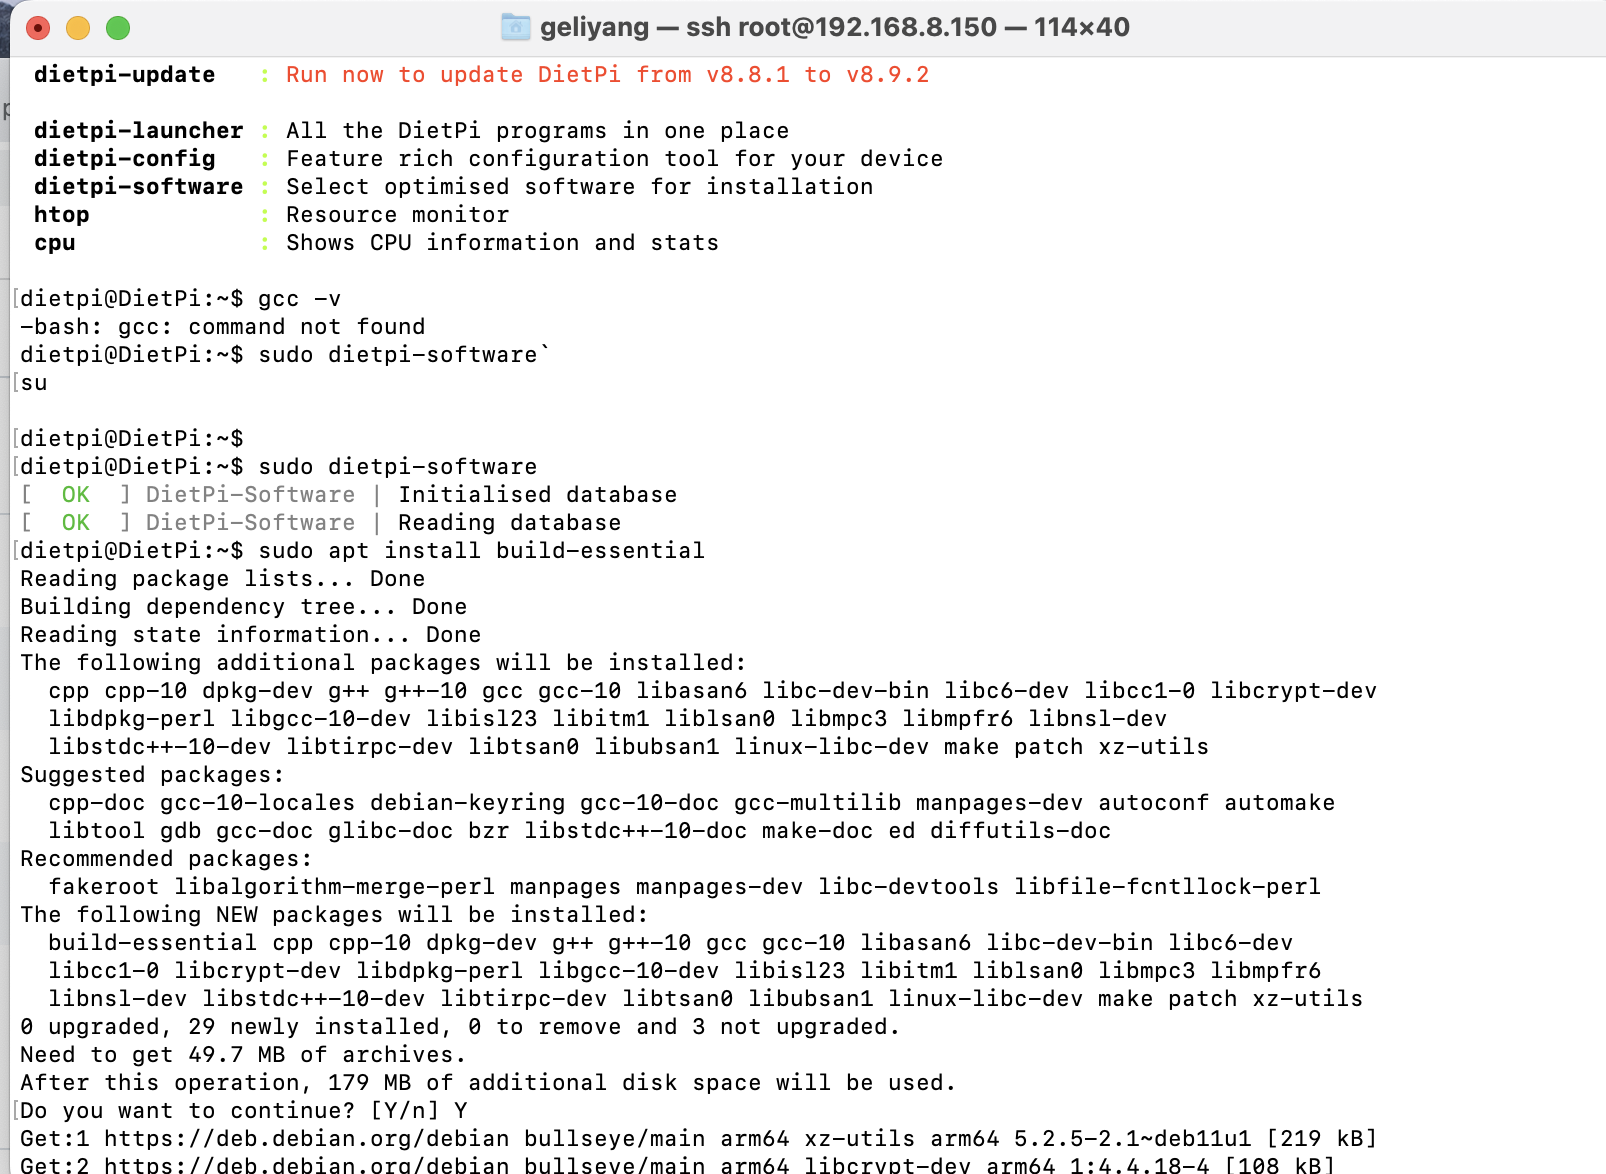 geliyang — ssh root@192.168.8.150 — 114×40
dietpi-update   : Run now to update DietPi from v8.8.1 to v8.9.2
dietpi-launcher : All the DietPi programs in one place
dietpi-config   : Feature rich configuration tool for your device
dietpi-software : Select optimised software for installation
htop            : Resource monitor
cpu             : Shows CPU information and stats
[dietpi@DietPi:~$ gcc -v
-bash: gcc: command not found
dietpi@DietPi:~$ sudo dietpi-software`
[su
[dietpi@DietPi:~$
[dietpi@DietPi:~$ sudo dietpi-software
[  OK  ] DietPi-Software | Initialised database
[  OK  ] DietPi-Software | Reading database
[dietpi@DietPi:~$ sudo apt install build-essential
Reading package lists... Done
Building dependency tree... Done
Reading state information... Done
The following additional packages will be installed:
  cpp cpp-10 dpkg-dev g++ g++-10 gcc gcc-10 libasan6 libc-dev-bin libc6-dev libcc1-0 libcrypt-dev
  libdpkg-perl libgcc-10-dev libisl23 libitm1 liblsan0 libmpc3 libmpfr6 libnsl-dev
  libstdc++-10-dev libtirpc-dev libtsan0 libubsan1 linux-libc-dev make patch xz-utils
Suggested packages:
  cpp-doc gcc-10-locales debian-keyring gcc-10-doc gcc-multilib manpages-dev autoconf automake
  libtool gdb gcc-doc glibc-doc bzr libstdc++-10-doc make-doc ed diffutils-doc
Recommended packages:
  fakeroot libalgorithm-merge-perl manpages manpages-dev libc-devtools libfile-fcntllock-perl
The following NEW packages will be installed:
  build-essential cpp cpp-10 dpkg-dev g++ g++-10 gcc gcc-10 libasan6 libc-dev-bin libc6-dev
  libcc1-0 libcrypt-dev libdpkg-perl libgcc-10-dev libisl23 libitm1 liblsan0 libmpc3 libmpfr6
  libnsl-dev libstdc++-10-dev libtirpc-dev libtsan0 libubsan1 linux-libc-dev make patch xz-utils
0 upgraded, 29 newly installed, 0 to remove and 3 not upgraded.
Need to get 49.7 MB of archives.
After this operation, 179 MB of additional disk space will be used.
[Do you want to continue? [Y/n] Y
Get:1 https://deb.debian.org/debian bullseye/main arm64 xz-utils arm64 5.2.5-2.1~deb11u1 [219 kB]
Get:2 https://deb.debian.org/debian bullseye/main arm64 libcrypt-dev arm64 1:4.4.18-4 [108 kB]